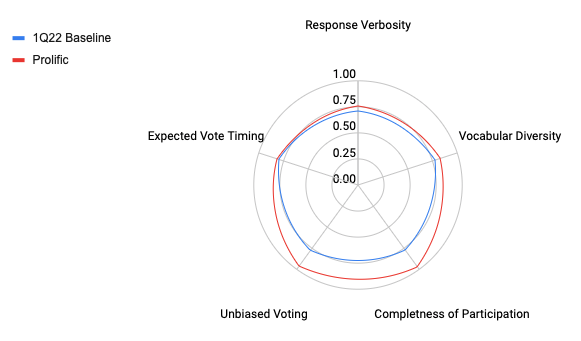 Response Verbosity
1Q22 Baseline
Prolific
1.00
0.75
0.50
0.25
0.00
Expected Vote Timing
Vocabular Diversity
Unbiased Voting
Completness of Participation